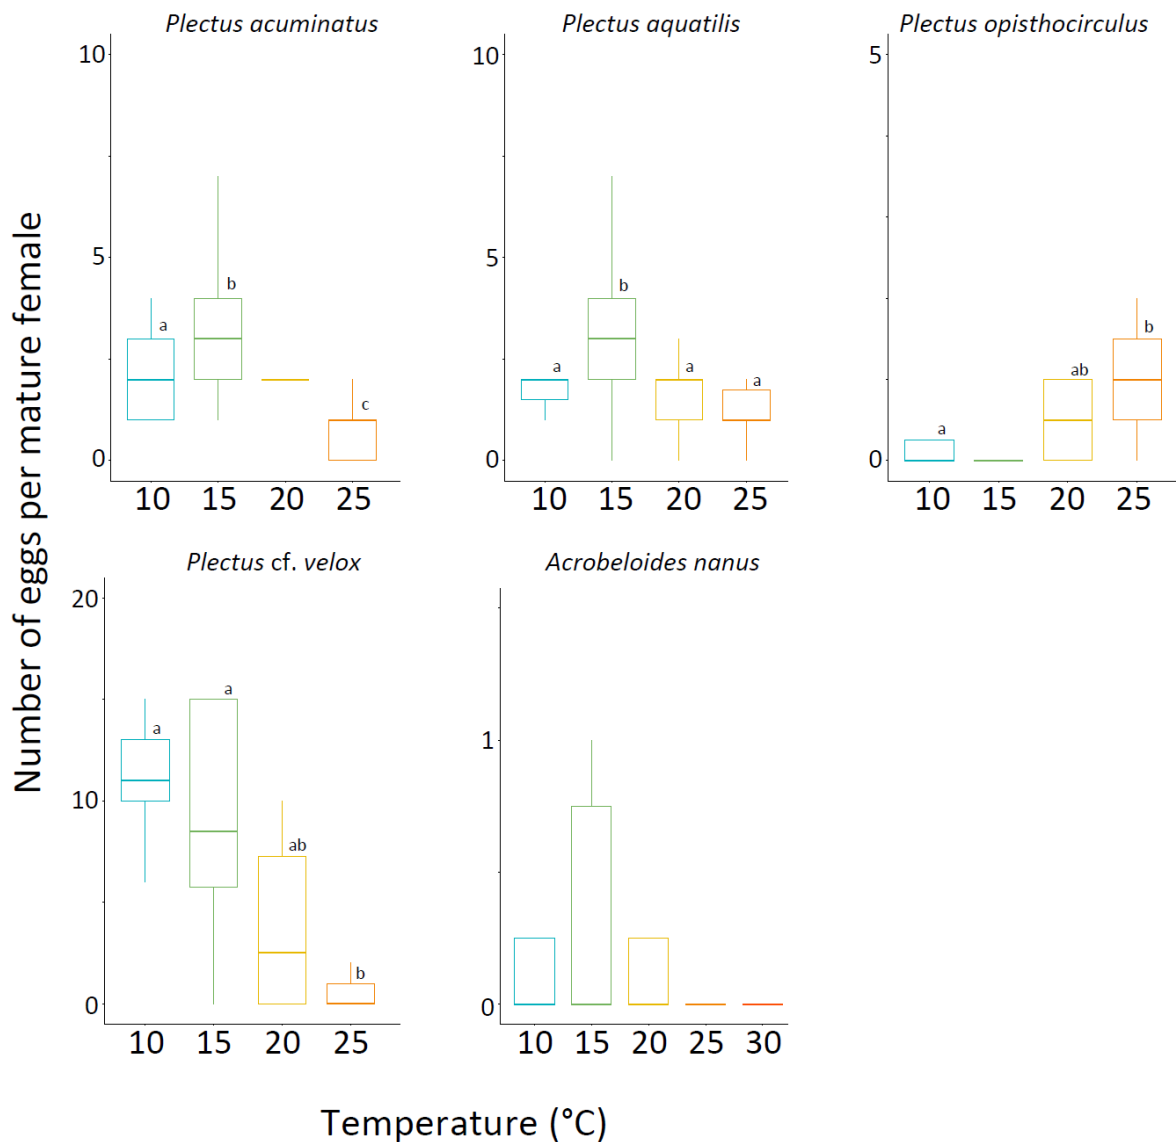 Plectus acuminatus
Plectus aquatilis
Plectus opisthocirculus
10
5
0
a
b
c
10 15 20 25
10
5
0
a
b
a
a
10 15 20 25
5
0
a
ab
b
10 15 20 25
Number of eggs per mature female
Plectus cf. velox
Acrobeloides nanus
20
10
0
a
a
ab
b
10 15 20 25
1
0
10 15 20 25 30
Temperature (°C)